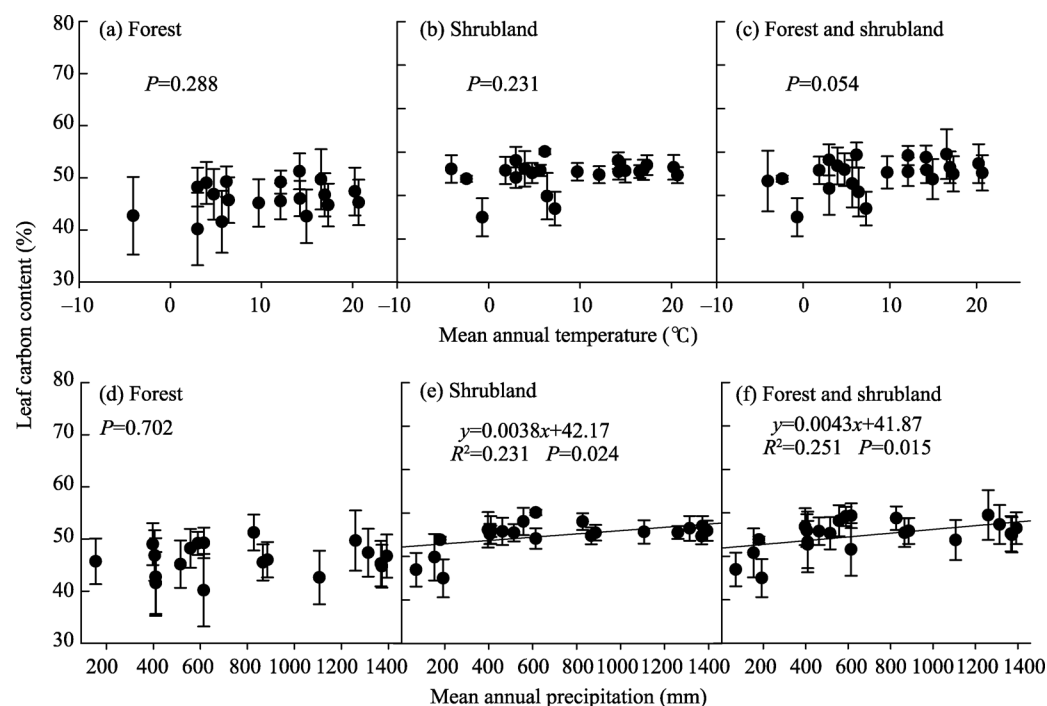 Leaf carbon content (%)
(a) Forest
P=0.288
(b) Shrubland
P=0.231
(c) Forest and shrubland
P=0.054
80
70
60
50
40
30
–10 0 10 20
–10 0 10 20
–10 0 10 20
Mean annual temperature (℃)
(d) Forest
P=0.702
(e) Shrubland
y=0.0038x+42.17
R²=0.231 P=0.024
(f) Forest and shrubland
y=0.0043x+41.87
R²=0.251 P=0.015
80
70
60
50
40
30
200 400 600 800 1000 1200 1400
200 400 600 800 1000 1200 1400
200 400 600 800 1000 1200 1400
Mean annual precipitation (mm)